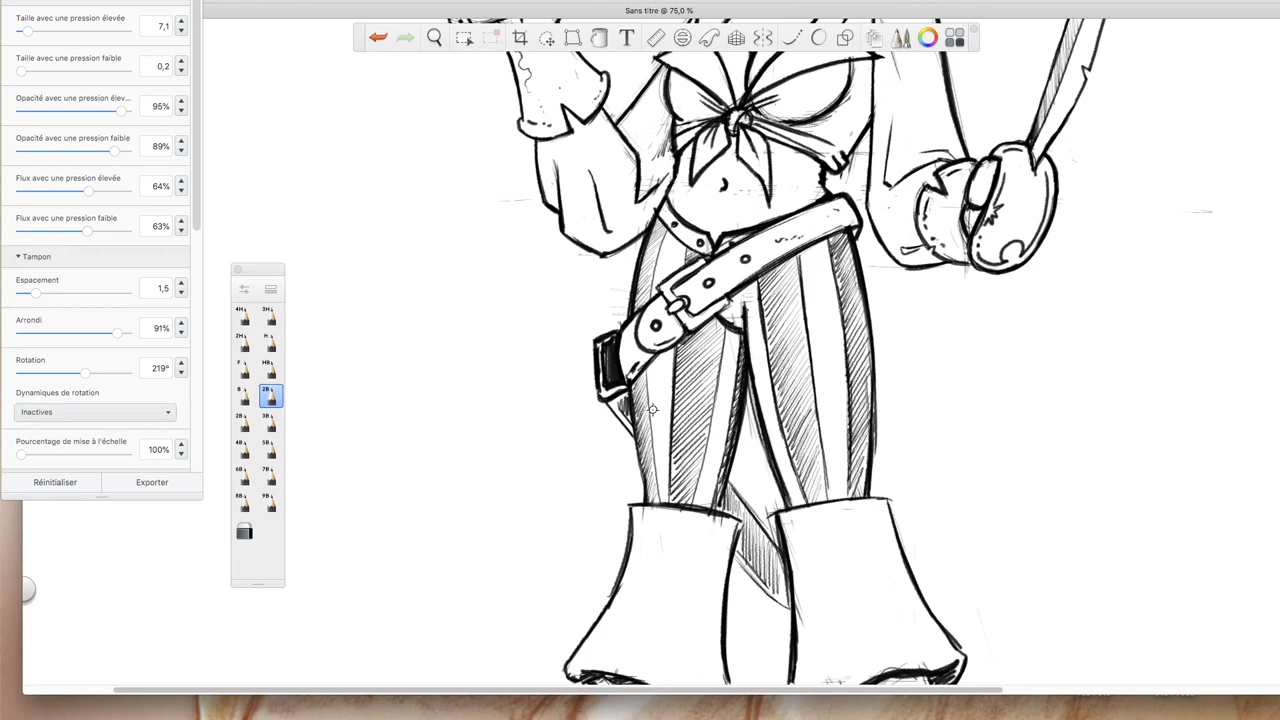 Sans titre @ 75,0 %
Taille avec une pression élevée
7,1
Taille avec une pression faible
0,2
Opacité avec une pression élev...
95%
Opacité avec une pression faible
89%
Flux avec une pression élevée
64%
Flux avec une pression faible
63%
Tampon
Espacement
1,5
Arrondi
91%
Rotation
219°
Dynamiques de rotation
Inactives
Pourcentage de mise à l'échelle
100%
Réinitialiser Exporter
T
4H 3H
2H H
F HB
B 2B
2B 3B
4B 5B
6B 7B
8B 9B